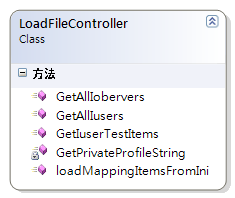 LoadFileController
Class
方法
GetAllIobervers
GetAllIusers
GetIuserTestItems
GetPrivateProfileString
loadMappingItemsFromIni